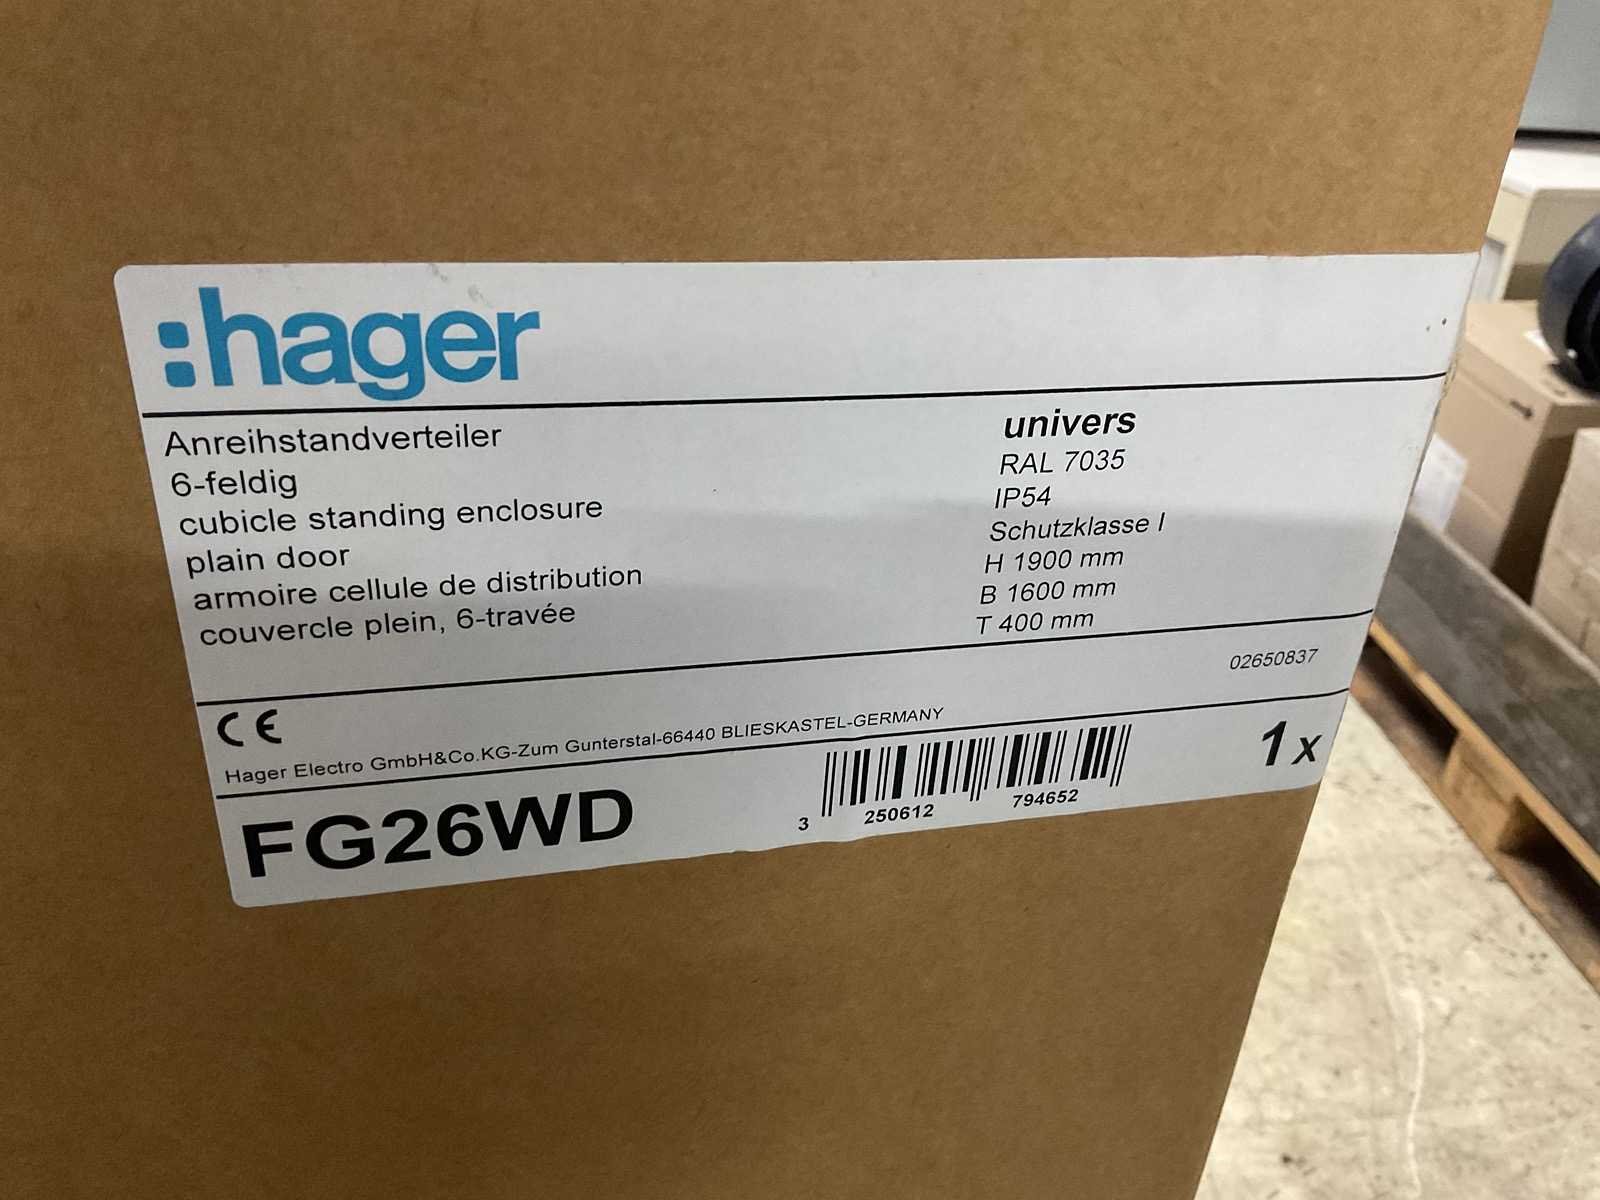 :hager
Anreihstandverteiler
6-feldig
cubicle standing enclosure
plain door
armoire cellule de distribution
couvercle plein, 6-travée
univers
RAL 7035
IP54
Schutzklasse I
H 1900 mm
B 1600 mm
T 400 mm
02650837
CE
Hager Electro GmbH&Co.KG-Zum Gunterstal-66440 BLIESKASTEL-GERMANY
FG26WD
3 250612 794652
1x